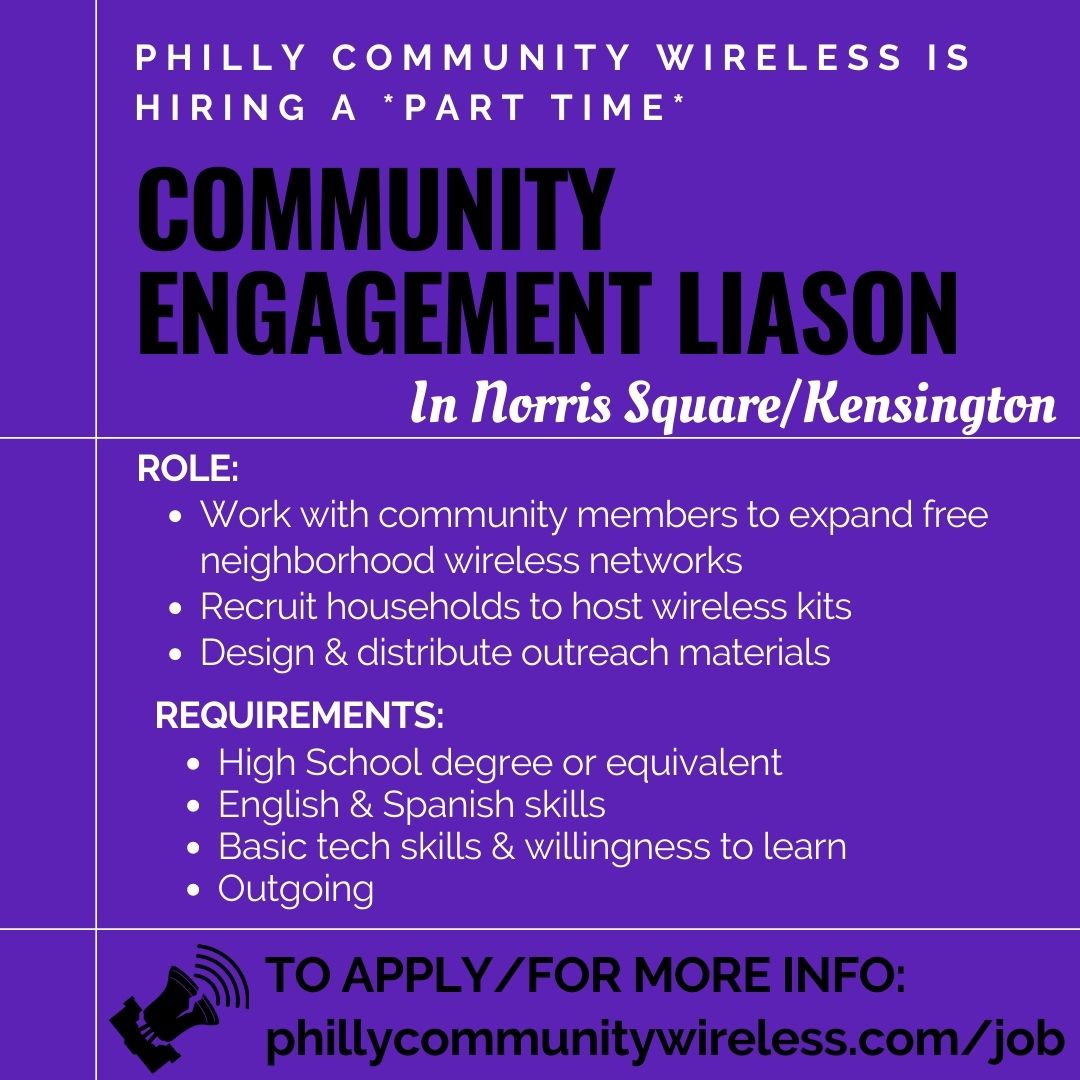 PHILLY COMMUNITY WIRELESS IS
HIRING A *PART TIME*
COMMUNITY
ENGAGEMENT LIASON
In Norris Square/Kensington
ROLE:
• Work with community members to expand free
neighborhood wireless networks
• Recruit households to host wireless kits
• Design & distribute outreach materials
REQUIREMENTS:
• High School degree or equivalent
• English & Spanish skills
• Basic tech skills & willingness to learn
• Outgoing
TO APPLY/FOR MORE INFO:
phillycommunitywireless.com/job